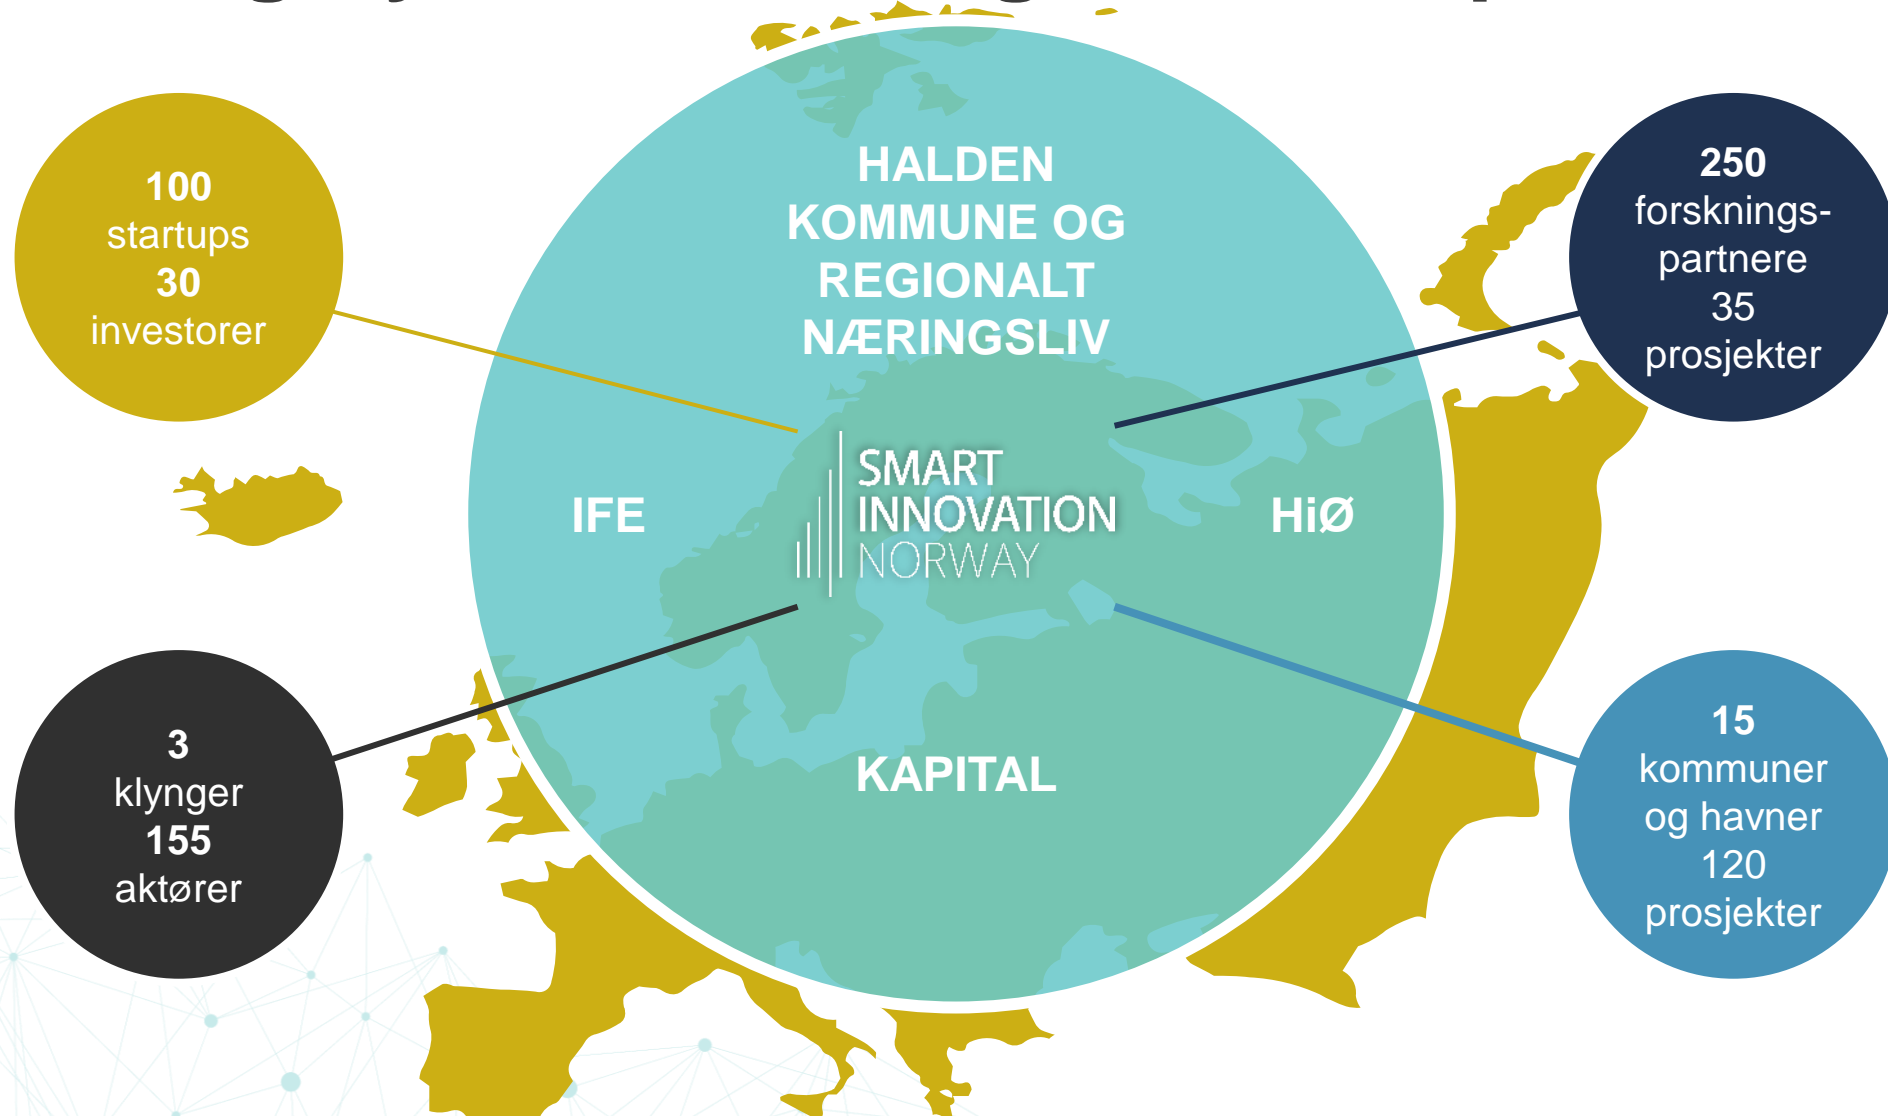 100
startups
30
investorer
HALDEN
KOMMUNE OG
REGIONALT
NÆRINGSLIV
250
forsknings-
partnere
35
prosjekter
IFE
SMART
INNOVATION
NORWAY
HiØ
3
klynger
155
aktører
KAPITAL
15
kommuner
og havner
120
prosjekter